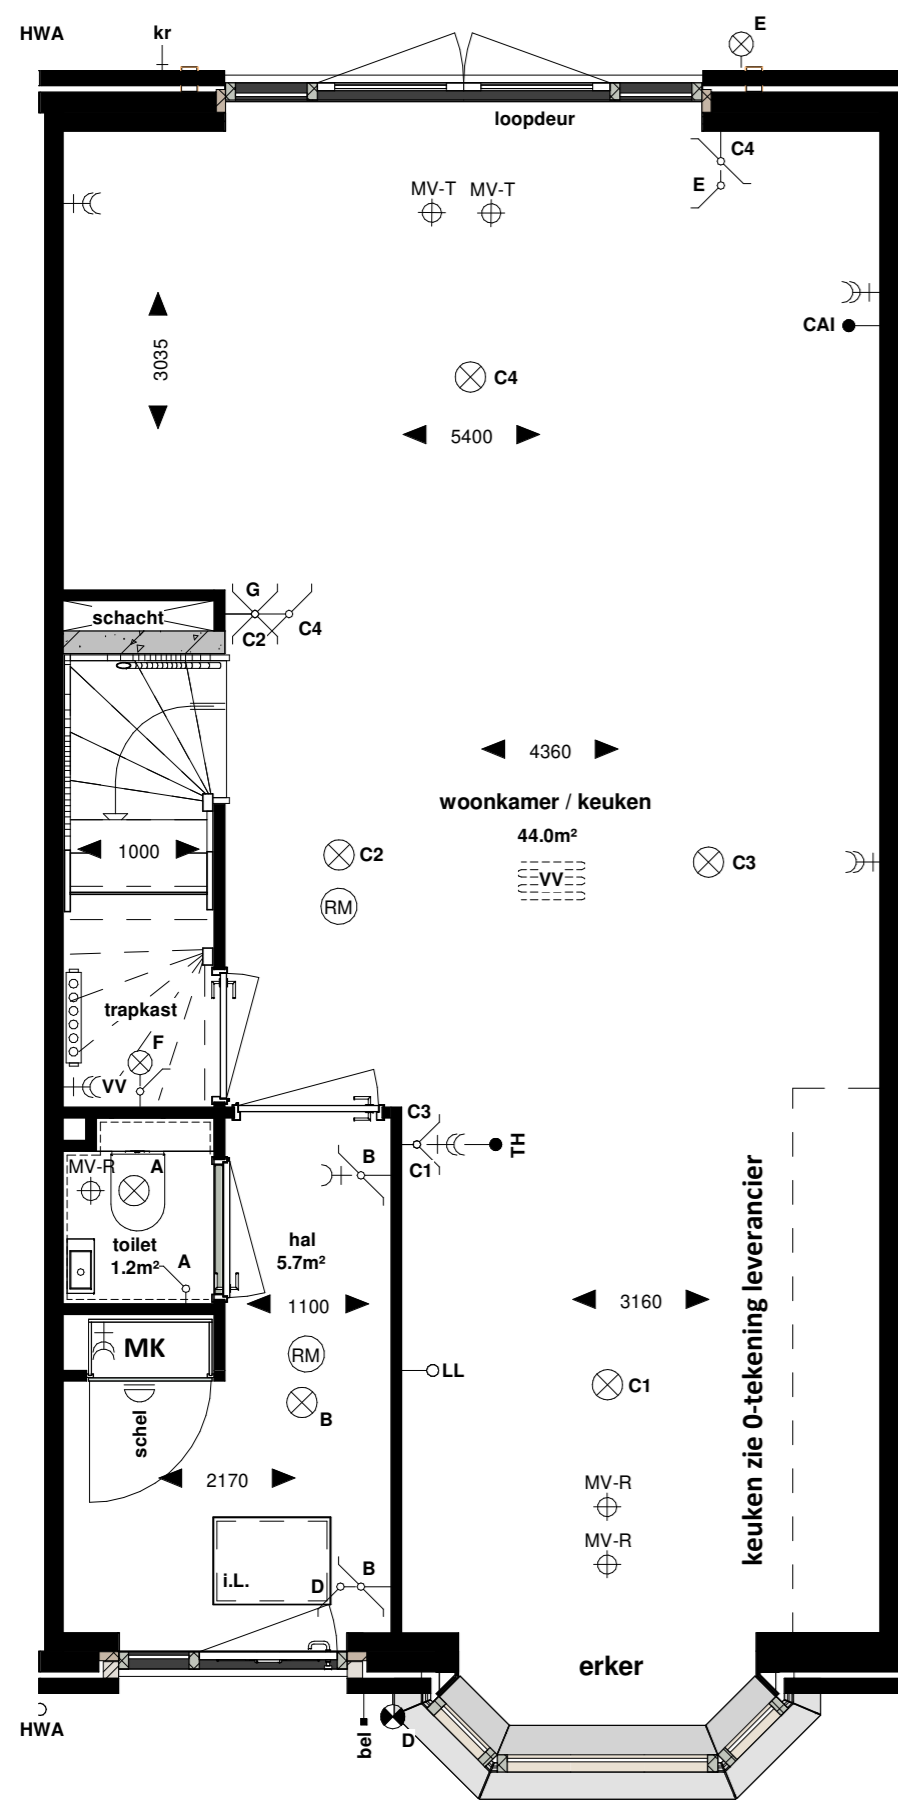 HWA
kr
E
loopdeur
C4
E
MV-T
MV-T
3035
CAI
C4
5400
G
schacht
C2
C4
4360
woonkamer / keuken
44.0m²
1000
C2
C3
VV
RM
trapkast
F
VV
C3
TH
C1
B
MV-R
A
toilet
1.2m²
A
hal
5.7m²
1100
3160
keuken zie 0-tekening leverancier
MK
RM
LL
C1
B
schel
2170
MV-R
MV-R
i.L.
D
B
erker
HWA
bel
D